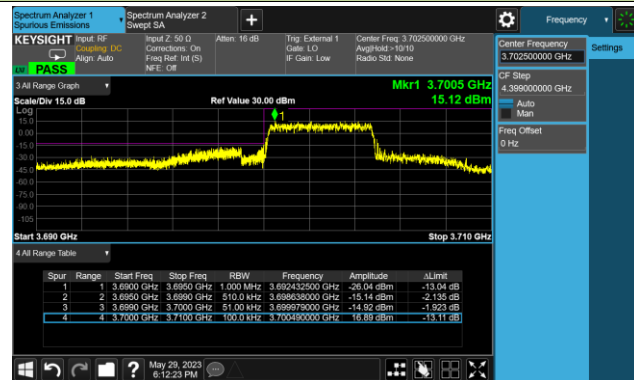 Spectrum Analyzer 1
Spurious Emissions
Spectrum Analyzer 2
Swept SA
Frequency
KEYSIGHT
Input: RF
Coupling: DC
Align: Auto
Input Z: 50 Ω
Corrections: On
Freq Ref: Int (S)
NFE: Off
Atten: 16 dB
Trig: External 1
Gate: LO
IF Gain: Low
Center Freq: 3.702500000 GHz
Avg|Hold:>10/10
Radio Std: None
PASS
Center Frequency
3.702500000 GHz
Settings
CF Step
4.399000000 GHz
Auto
Man
Freq Offset
0 Hz
3 All Range Graph
Mkr1 3.7005 GHz
15.12 dBm
Scale/Div 15.0 dB
Ref Value 30.00 dBm
Log
15.0
0.00
-15.0
-30.0
-45.0
-60.0
-75.0
-90.0
-105
1
Start 3.690 GHz
Stop 3.710 GHz
4 All Range Table
Spur Range Start Freq Stop Freq RBW Frequency Amplitude ΔLimit
1 1 3.6900 GHz 3.6950 GHz 1.000 MHz 3.692432500 GHz -26.04 dBm -13.04 dB
2 2 3.6950 GHz 3.6990 GHz 510.0 kHz 3.698638000 GHz -15.14 dBm -2.135 dB
3 3 3.6990 GHz 3.7000 GHz 51.00 kHz 3.699979000 GHz -14.92 dBm -1.923 dB
4 4 3.7000 GHz 3.7100 GHz 100.0 kHz 3.700490000 GHz 16.89 dBm -13.11 dB
?
May 29, 2023
6:12:23 PM